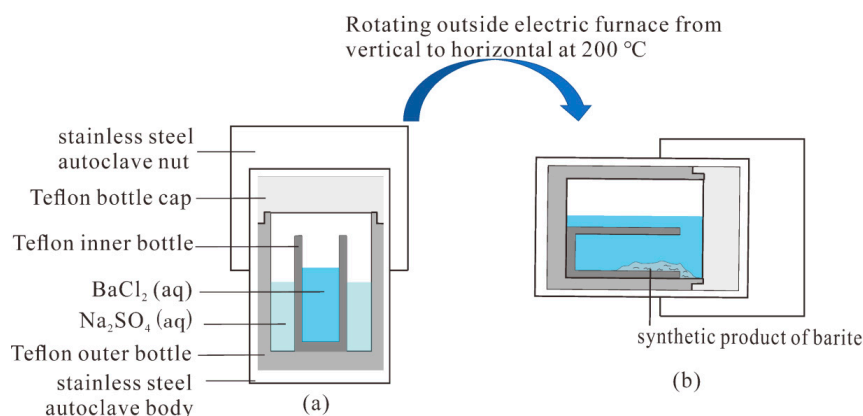 Rotating outside electric furnace from
vertical to horizontal at 200 ℃
stainless steel
autoclave nut
Teflon bottle cap
Teflon inner bottle
BaCl₂ (aq)
Na₂SO₄ (aq)
Teflon outer bottle
stainless steel
autoclave body
(a)
synthetic product of barite
(b)